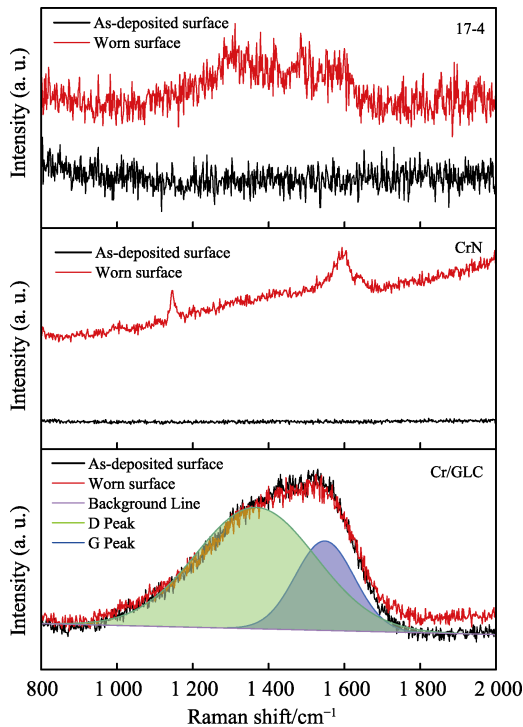 As-deposited surface
Worn surface
17-4
Intensity (a. u.)
As-deposited surface
Worn surface
CrN
Intensity (a. u.)
As-deposited surface
Worn surface
Background Line
D Peak
G Peak
Cr/GLC
Intensity (a. u.)
800 1 000 1 200 1 400 1 600 1 800 2 000
Raman shift/cm⁻¹